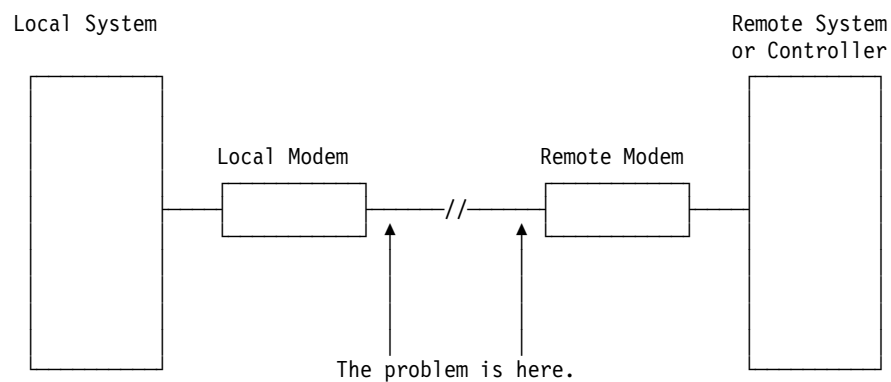 Local System
Remote System
or Controller
Local Modem
Remote Modem
//
The problem is here.